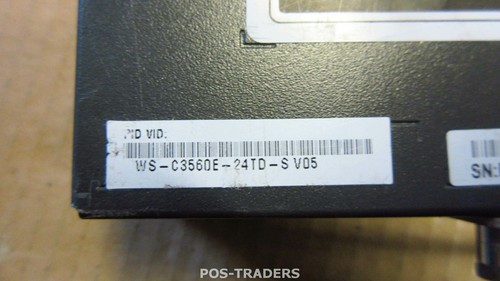 PID VID:
WS-C3560E-24TD-S V05
SN:
POS-TRADERS